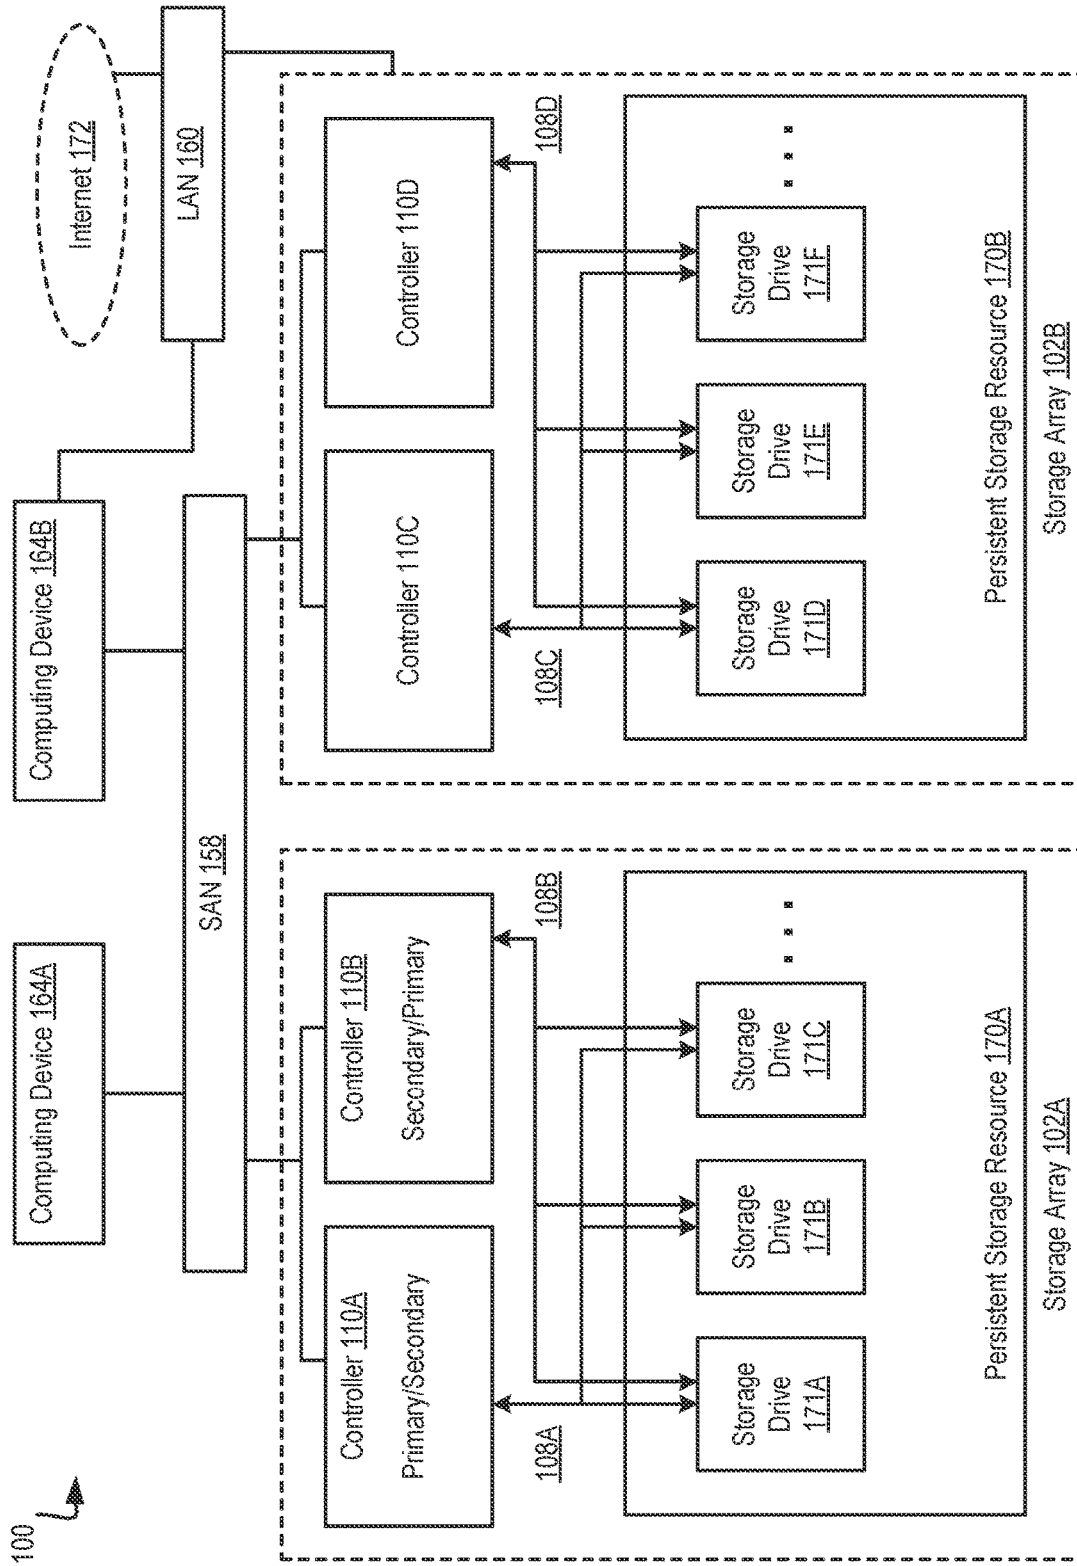 100
Computing Device 164A
Computing Device 164B
Internet 172
SAN 158
LAN 160
Controller 110A
Primary/Secondary
Controller 110B
Secondary/Primary
Controller 110C
Controller 110D
108A
108B
108C
108D
Storage
Drive
171A
Storage
Drive
171B
Storage
Drive
171C
. . .
Storage
Drive
171D
Storage
Drive
171E
Storage
Drive
171F
. . .
Persistent Storage Resource 170A
Persistent Storage Resource 170B
Storage Array 102A
Storage Array 102B